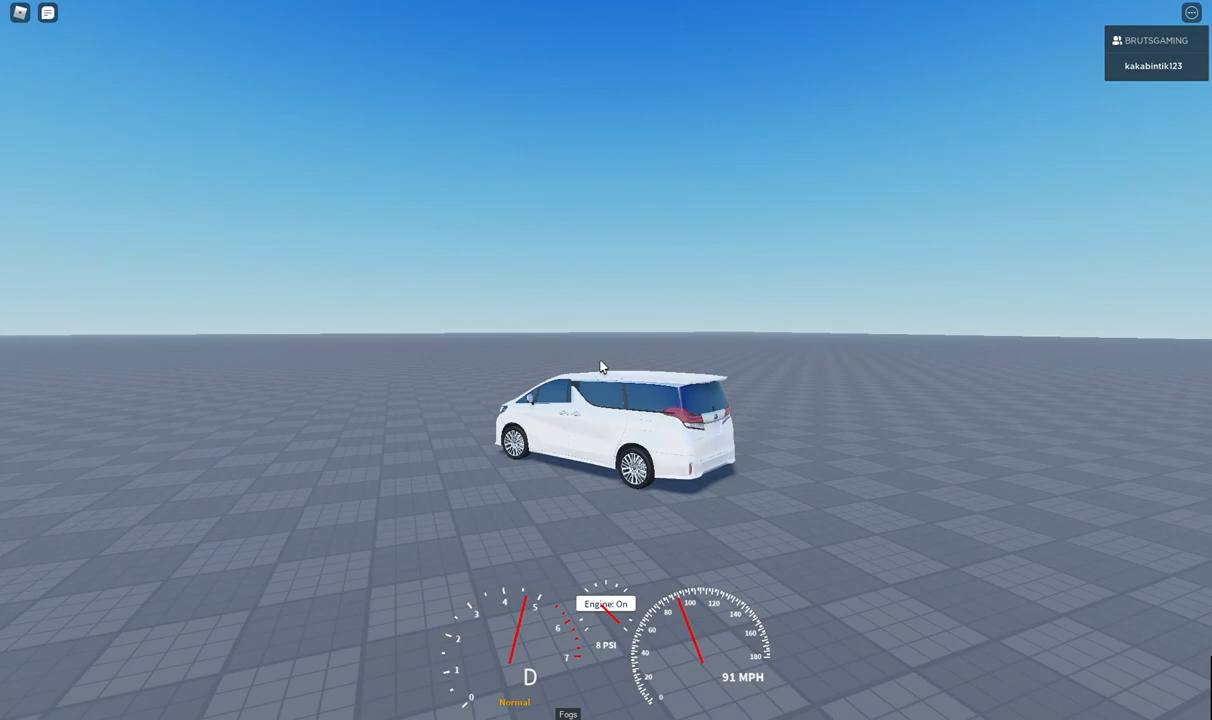 BRUTSGAMING
kakabintik123
Engine: On
0
1
2
3
4
5
6
7
D
Normal
8 PSI
0
20
40
60
80
100
120
140
160
180
91 MPH
Fogs